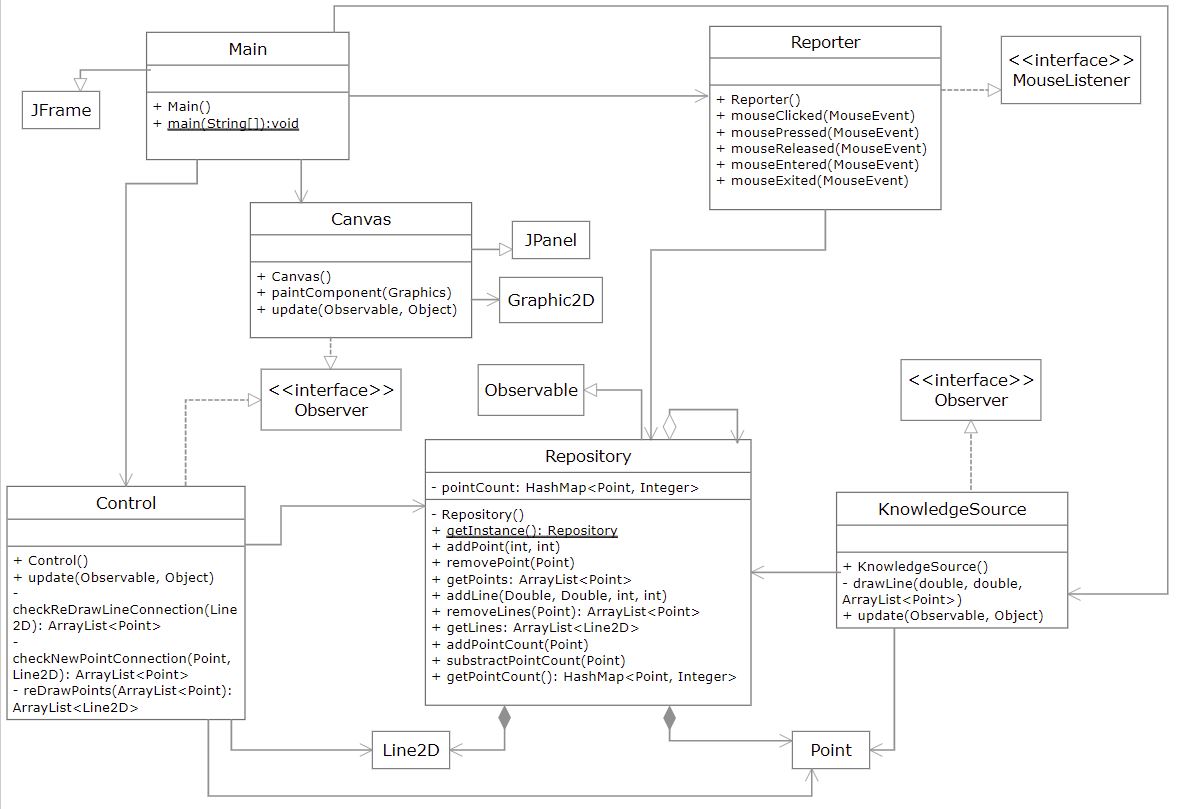 Main
+ Main()
+ main(String[]):void
JFrame
Reporter
+ Reporter()
+ mouseClicked(MouseEvent)
+ mousePressed(MouseEvent)
+ mouseReleased(MouseEvent)
+ mouseEntered(MouseEvent)
+ mouseExited(MouseEvent)
<<interface>>
MouseListener
Canvas
+ Canvas()
+ paintComponent(Graphics)
+ update(Observable, Object)
JPanel
Graphic2D
<<interface>>
Observer
Observable
<<interface>>
Observer
Control
+ Control()
+ update(Observable, Object)
-
checkReDrawLineConnection(Line
2D): ArrayList<Point>
-
checkNewPointConnection(Point,
Line2D): ArrayList<Point>
- reDrawPoints(ArrayList<Point):
ArrayList<Line2D>
Repository
- pointCount: HashMap<Point, Integer>
- Repository()
+ getInstance(): Repository
+ addPoint(int, int)
+ removePoint(Point)
+ getPoints: ArrayList<Point>
+ addLine(Double, Double, int, int)
+ removeLines(Point): ArrayList<Point>
+ getLines: ArrayList<Line2D>
+ addPointCount(Point)
+ substractPointCount(Point)
+ getPointCount(): HashMap<Point, Integer>
KnowledgeSource
+ KnowledgeSource()
- drawLine(double, double,
ArrayList<Point>)
+ update(Observable, Object)
Line2D
Point